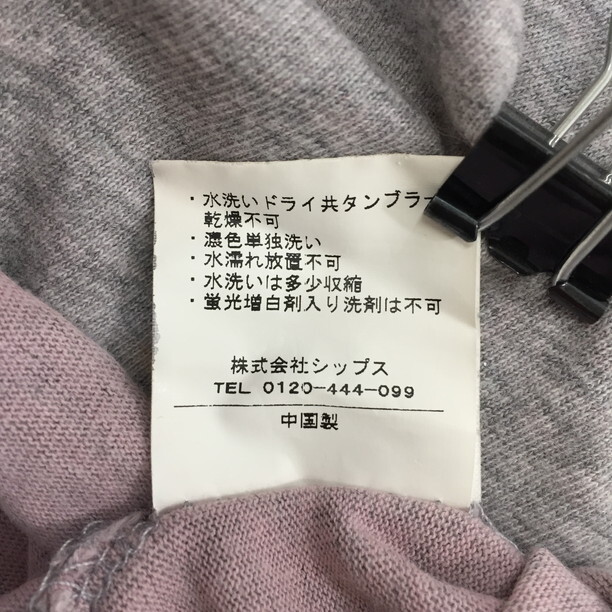 ・水洗いドライ共タンブラー
乾燥不可
・濃色単独洗い
・水濡れ放置不可
・水洗いは多少収縮
・蛍光増白剤入り洗剤は不可
株式会社シップス
TEL 0120-444-099
中国製